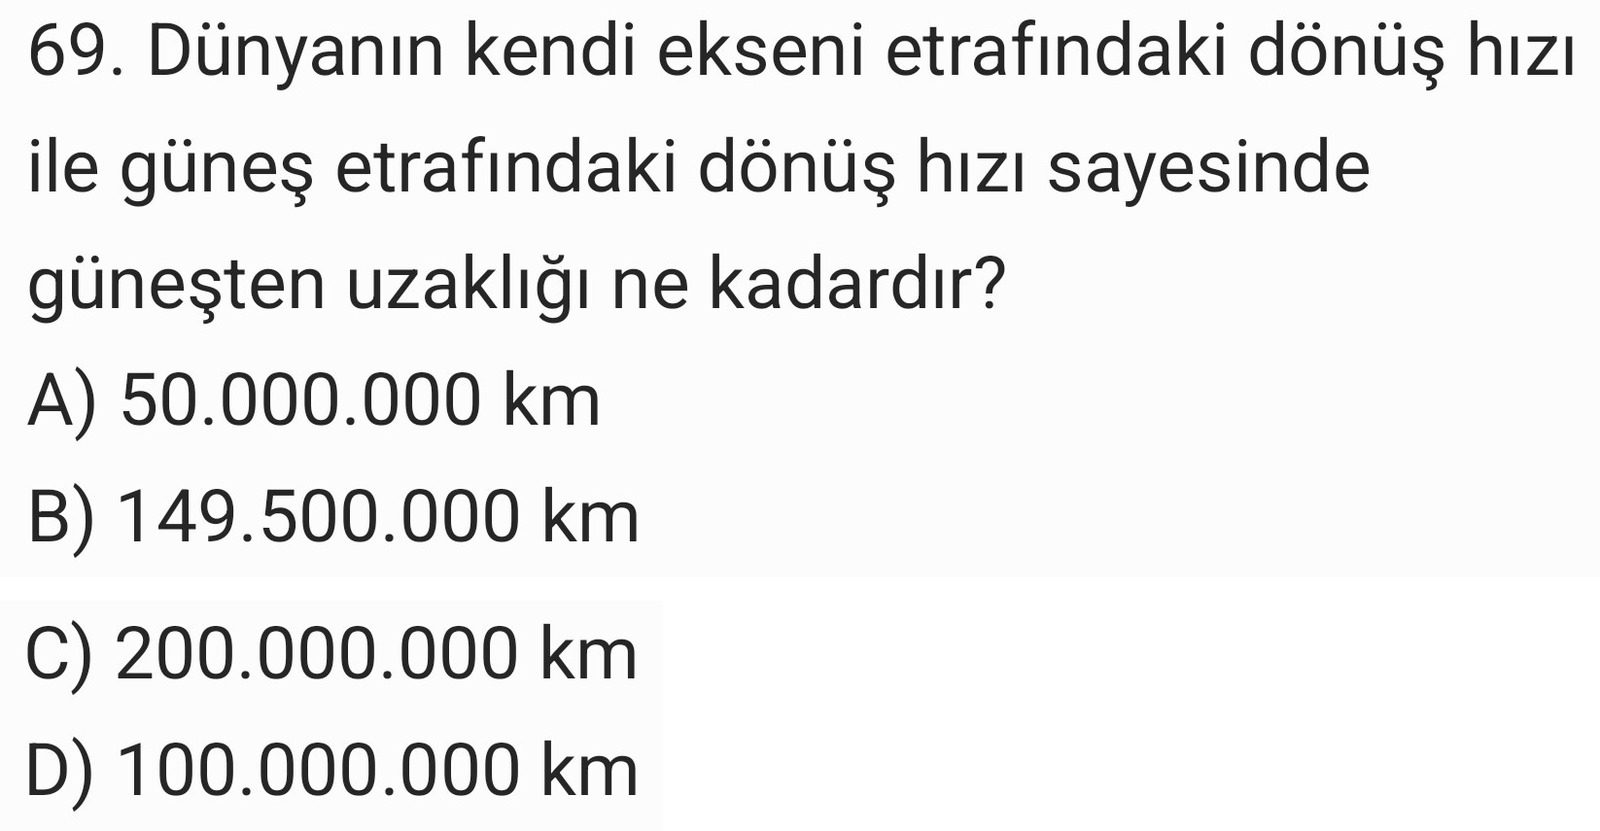 69. Dünyanın kendi ekseni etrafındaki dönüş hızı
ile güneş etrafındaki dönüş hızı sayesinde
güneşten uzaklığı ne kadardır?
A) 50.000.000 km
B) 149.500.000 km
C) 200.000.000 km
D) 100.000.000 km